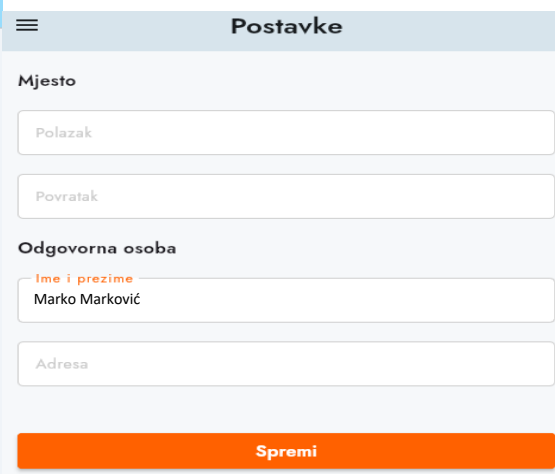 Postavke
Mjesto
Polazak
Povratak
Odgovorna osoba
Ime i prezime
Marko Marković
Adresa
Spremi